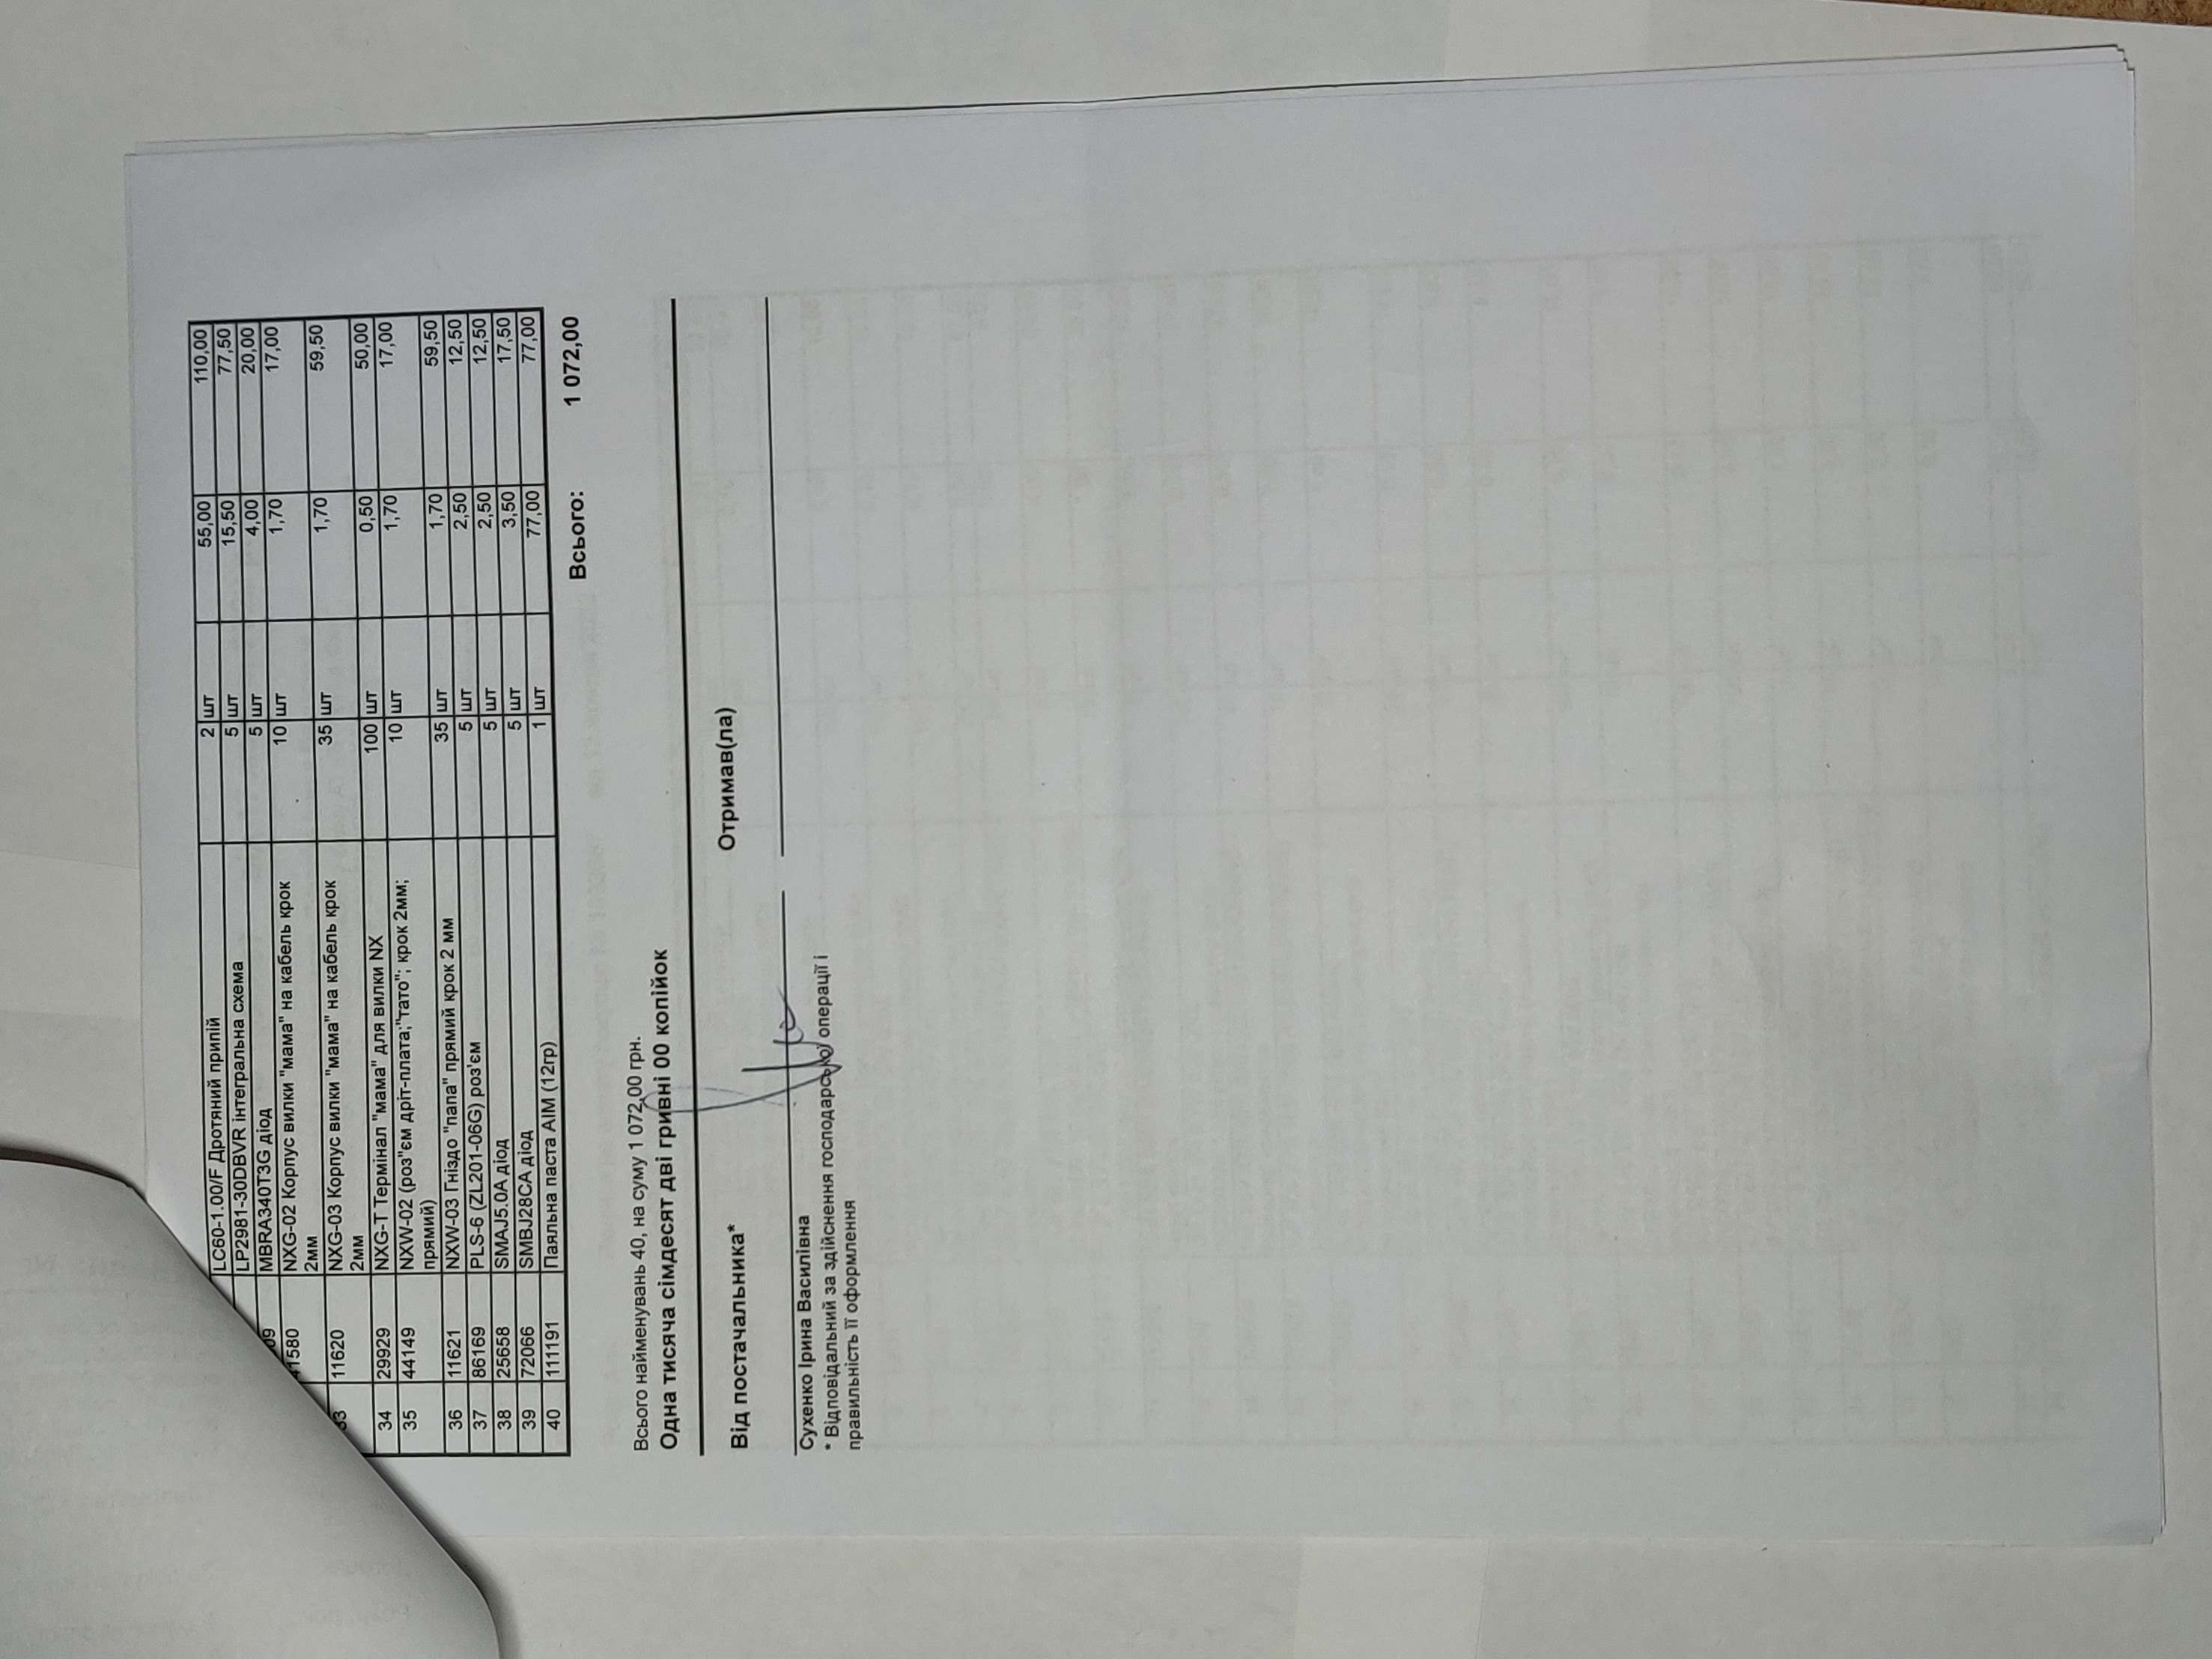 LC60-1.00/F Дротяний припій 2 шт 55,00 110,00
LP2981-30DBVR інтегральна схема 5 шт 15,50 77,50
MBRA340T3G діод 5 шт 4,00 20,00
NXG-02 Корпус вилки "мама" на кабель крок 10 шт 1,70 17,00
2мм
11620 NXG-03 Корпус вилки "мама" на кабель крок 35 шт 1,70 59,50
2мм
34 29929 NXG-T Термінал "мама" для вилки NX 100 шт 0,50 50,00
35 44149 NXW-02 (роз"єм дріт-плата;"тато"; крок 2мм; 10 шт 1,70 17,00
прямий)
36 11621 NXW-03 Гніздо "папа" прямий крок 2 мм 35 шт 1,70 59,50
37 86169 PLS-6 (ZL201-06G) роз'єм 5 шт 2,50 12,50
38 25658 SMAJ5.0A діод 5 шт 2,50 12,50
39 72066 SMBJ28CA діод 5 шт 3,50 17,50
40 111191 Паяльна паста AIM (12гр) 1 шт 77,00 77,00
Всього: 1 072,00
Всього найменувань 40, на суму 1 072,00 грн.
Одна тисяча сімдесят дві гривні 00 копійок
Від постачальника* Отримав(ла)
Сухенко Ірина Василівна
* Відповідальний за здійснення господарської операції і
правильність її оформлення